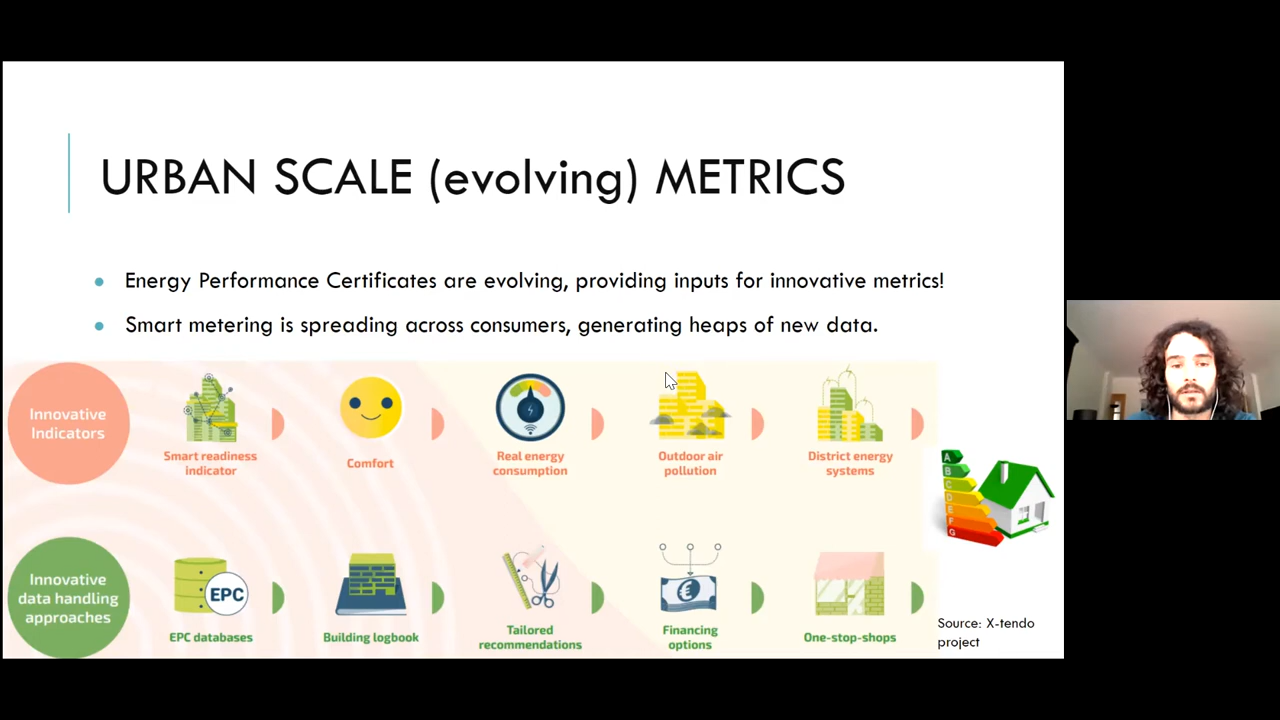 URBAN SCALE (evolving) METRICS
Energy Performance Certificates are evolving, providing inputs for innovative metrics!
Smart metering is spreading across consumers, generating heaps of new data.
Innovative
Indicators
Smart readiness
indicator
Comfort
Real energy
consumption
Outdoor air
pollution
District energy
systems
A
B
C
D
E
F
G
Innovative
data handling
approaches
EPC
EPC databases
Building logbook
Tailored
recommendations
€
Financing
options
One-stop-shops
Source: X-tendo
project